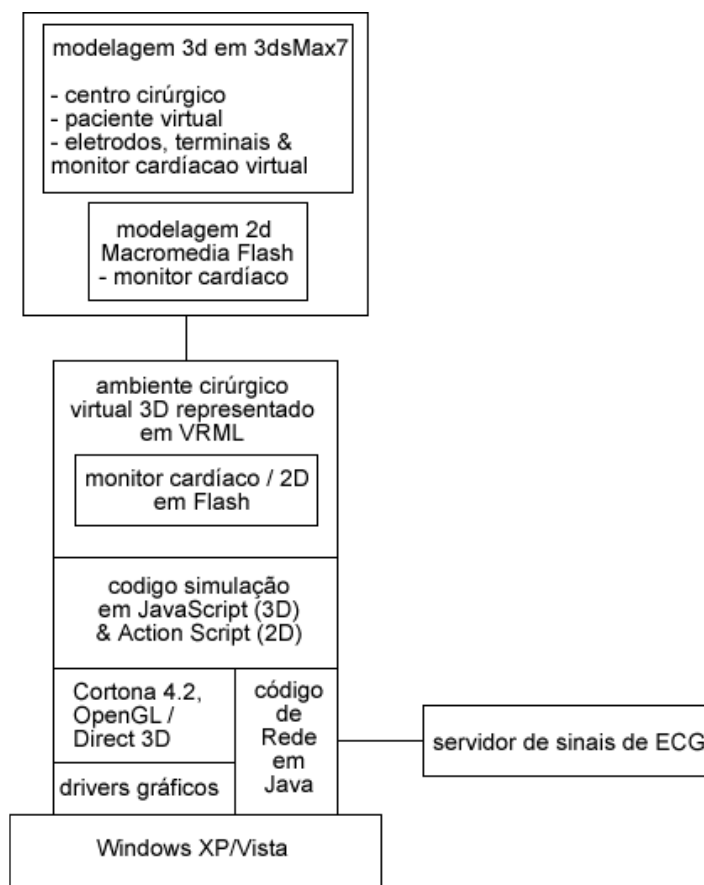 modelagem 3d em 3dsMax7
- centro cirúrgico
- paciente virtual
- eletrodos, terminais &
monitor cardíacao virtual
modelagem 2d
Macromedia Flash
- monitor cardíaco
ambiente cirúrgico
virtual 3D representado
em VRML
monitor cardíaco / 2D
em Flash
codigo simulação
em JavaScript (3D)
& Action Script (2D)
Cortona 4.2,
OpenGL /
Direct 3D
drivers gráficos
código
de
Rede
em
Java
servidor de sinais de ECG
Windows XP/Vista